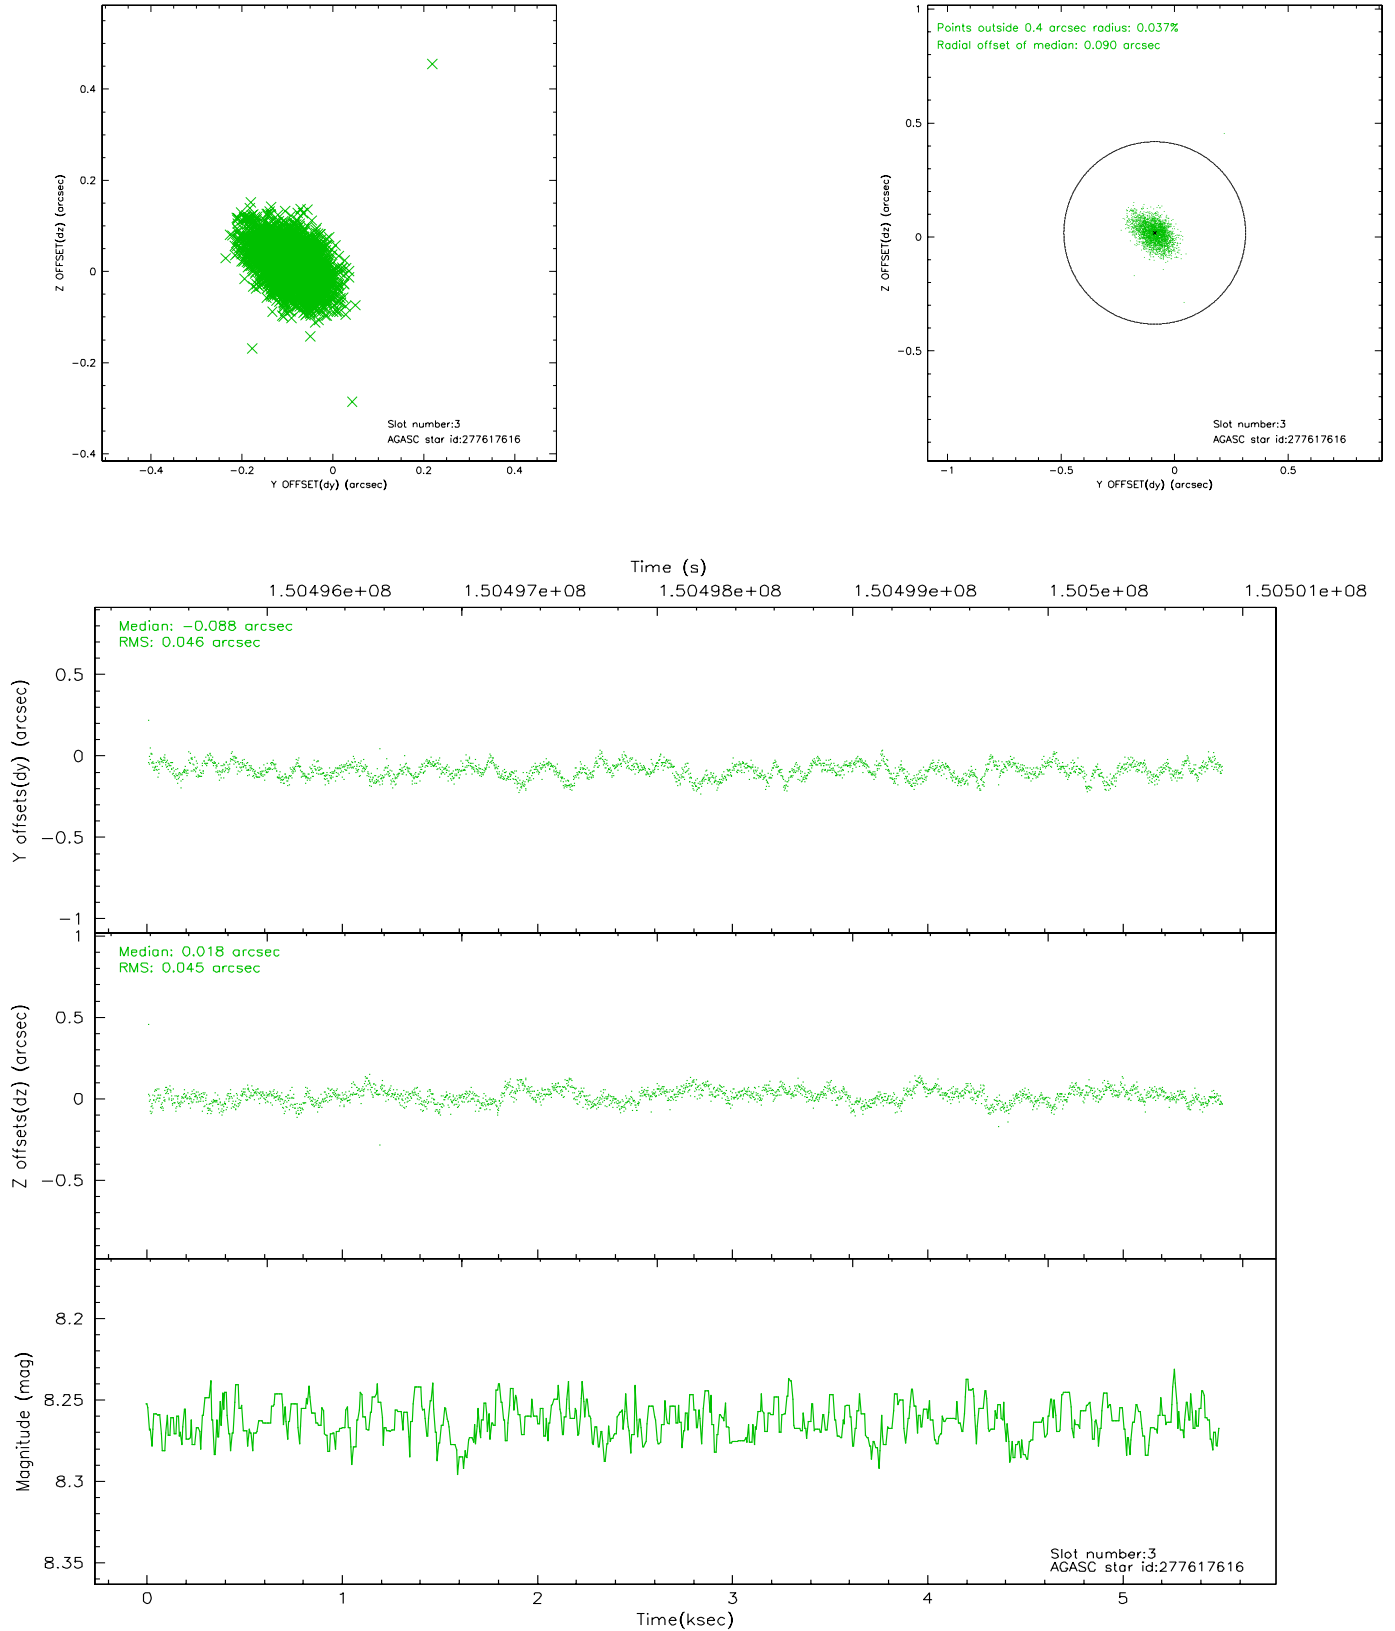 0.4
0.2
0
−0.2
−0.4
Z OFFSET(dz) (arcsec)
−0.4 −0.2 0 0.2 0.4
Y OFFSET(dy) (arcsec)
Slot number:3
AGASC star id:277617616
Points outside 0.4 arcsec radius: 0.037%
Radial offset of median: 0.090 arcsec
1
0.5
0
−0.5
Z OFFSET(dz) (arcsec)
−1 −0.5 0 0.5
Y OFFSET(dy) (arcsec)
Slot number:3
AGASC star id:277617616
Time (s)
1.50496e+08 1.50497e+08 1.50498e+08 1.50499e+08 1.505e+08 1.50501e+08
Median: −0.088 arcsec
RMS: 0.046 arcsec
0.5
0
−0.5
−1
Y offsets(dy) (arcsec)
Median: 0.018 arcsec
RMS: 0.045 arcsec
1
0.5
0
−0.5
Z offsets(dz) (arcsec)
8.2
8.25
8.3
8.35
Magnitude (mag)
Slot number:3
AGASC star id:277617616
0 1 2 3 4 5
Time(ksec)